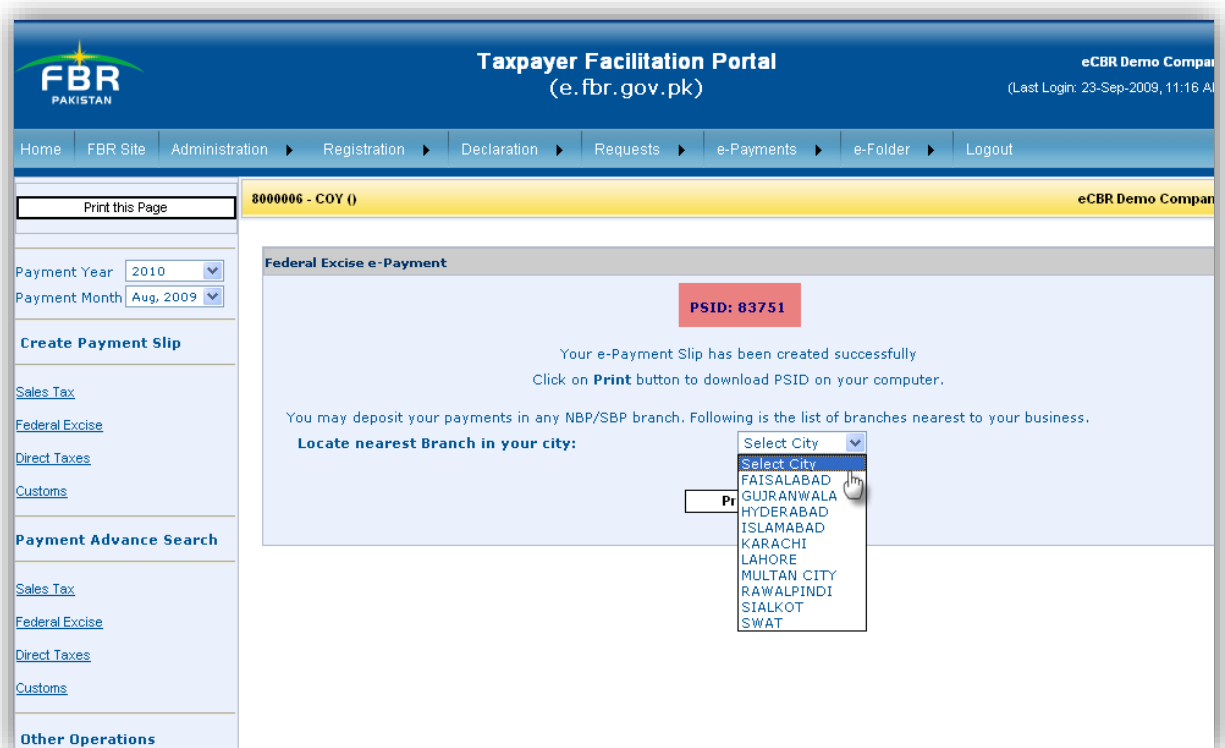 FBR
PAKISTAN
Taxpayer Facilitation Portal
(e.fbr.gov.pk)
eCBR Demo Compa
(Last Login: 23-Sep-2009, 11:16 A
Home FBR Site Administration Registration Declaration Requests e-Payments e-Folder Logout
Print this Page
8000006 - COY () eCBR Demo Compan
Payment Year 2010
Payment Month Aug, 2009
Create Payment Slip
Sales Tax
Federal Excise
Direct Taxes
Customs
Payment Advance Search
Sales Tax
Federal Excise
Direct Taxes
Customs
Other Operations
Federal Excise e-Payment
PSID: 83751
Your e-Payment Slip has been created successfully
Click on Print button to download PSID on your computer.
You may deposit your payments in any NBP/SBP branch. Following is the list of branches nearest to your business.
Locate nearest Branch in your city: Select City
Select City
FAISALABAD
GUJRANWALA
Pr
HYDERABAD
ISLAMABAD
KARACHI
LAHORE
MULTAN CITY
RAWALPINDI
SIALKOT
SWAT